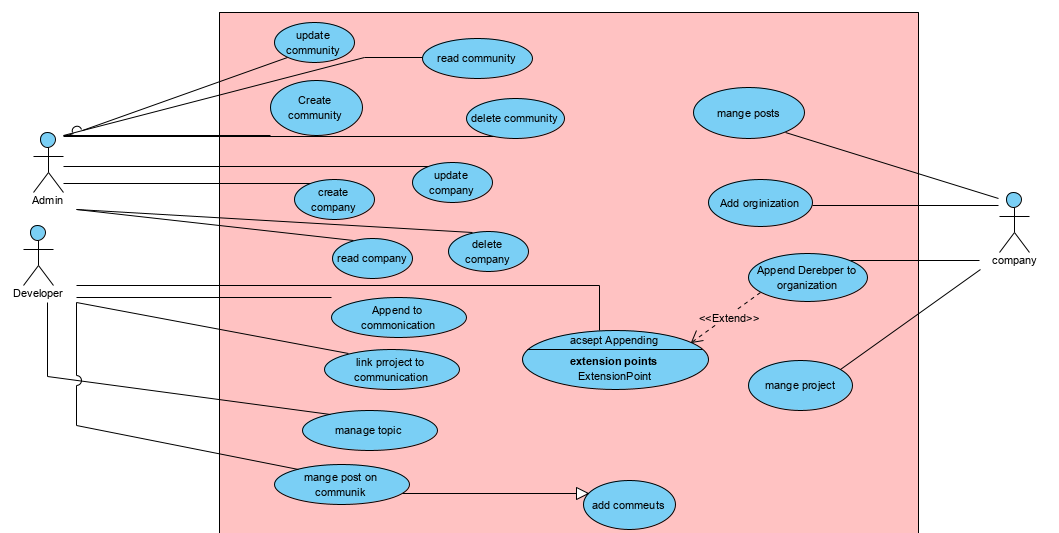 update
community
read community
Create
community
delete community
mange posts
Admin
update
company
create
company
Add orginization
read company
delete
company
company
Developer
Append Derebper to
organization
Append to
commonication
<<Extend>>
acsept Appending
extension points
ExtensionPoint
link prroject to
communication
mange project
manage topic
mange post on
communik
add commeuts